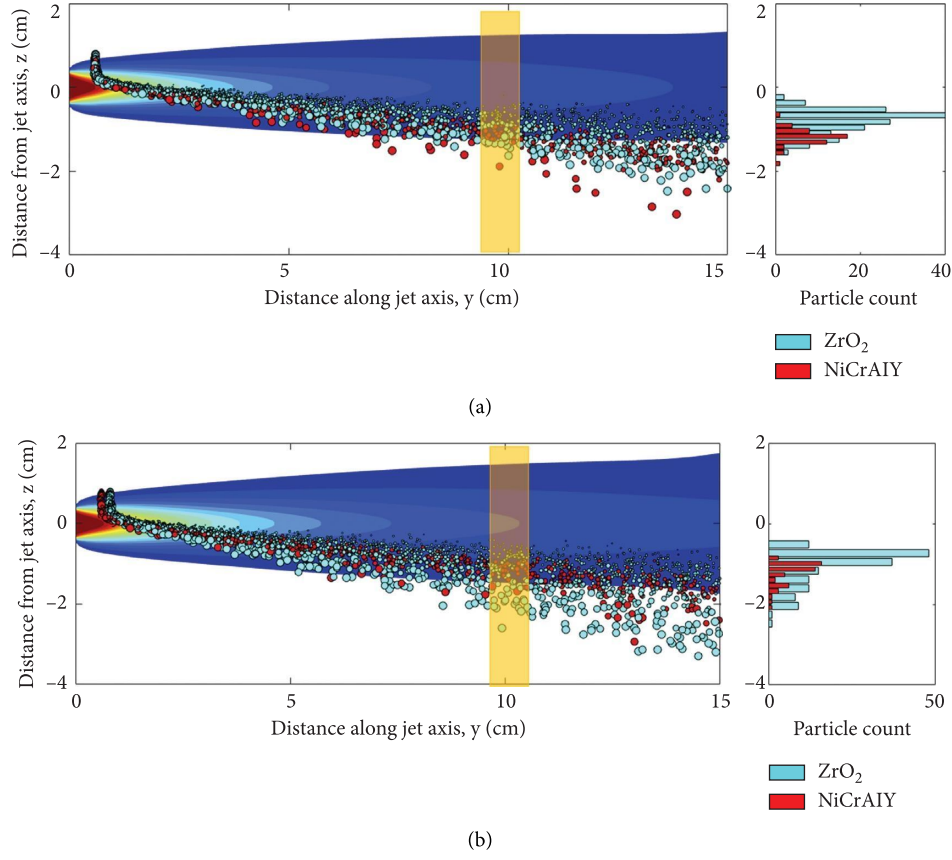 2
0
−2
−4
Distance from jet axis, z (cm)
0
5
10
15
Distance along jet axis, y (cm)
2
0
−2
−4
0
20
40
Particle count
ZrO2
NiCrAIY
(a)
2
0
−2
−4
Distance from jet axis, z (cm)
0
5
10
15
Distance along jet axis, y (cm)
2
0
−2
−4
0
50
Particle count
ZrO2
NiCrAIY
(b)